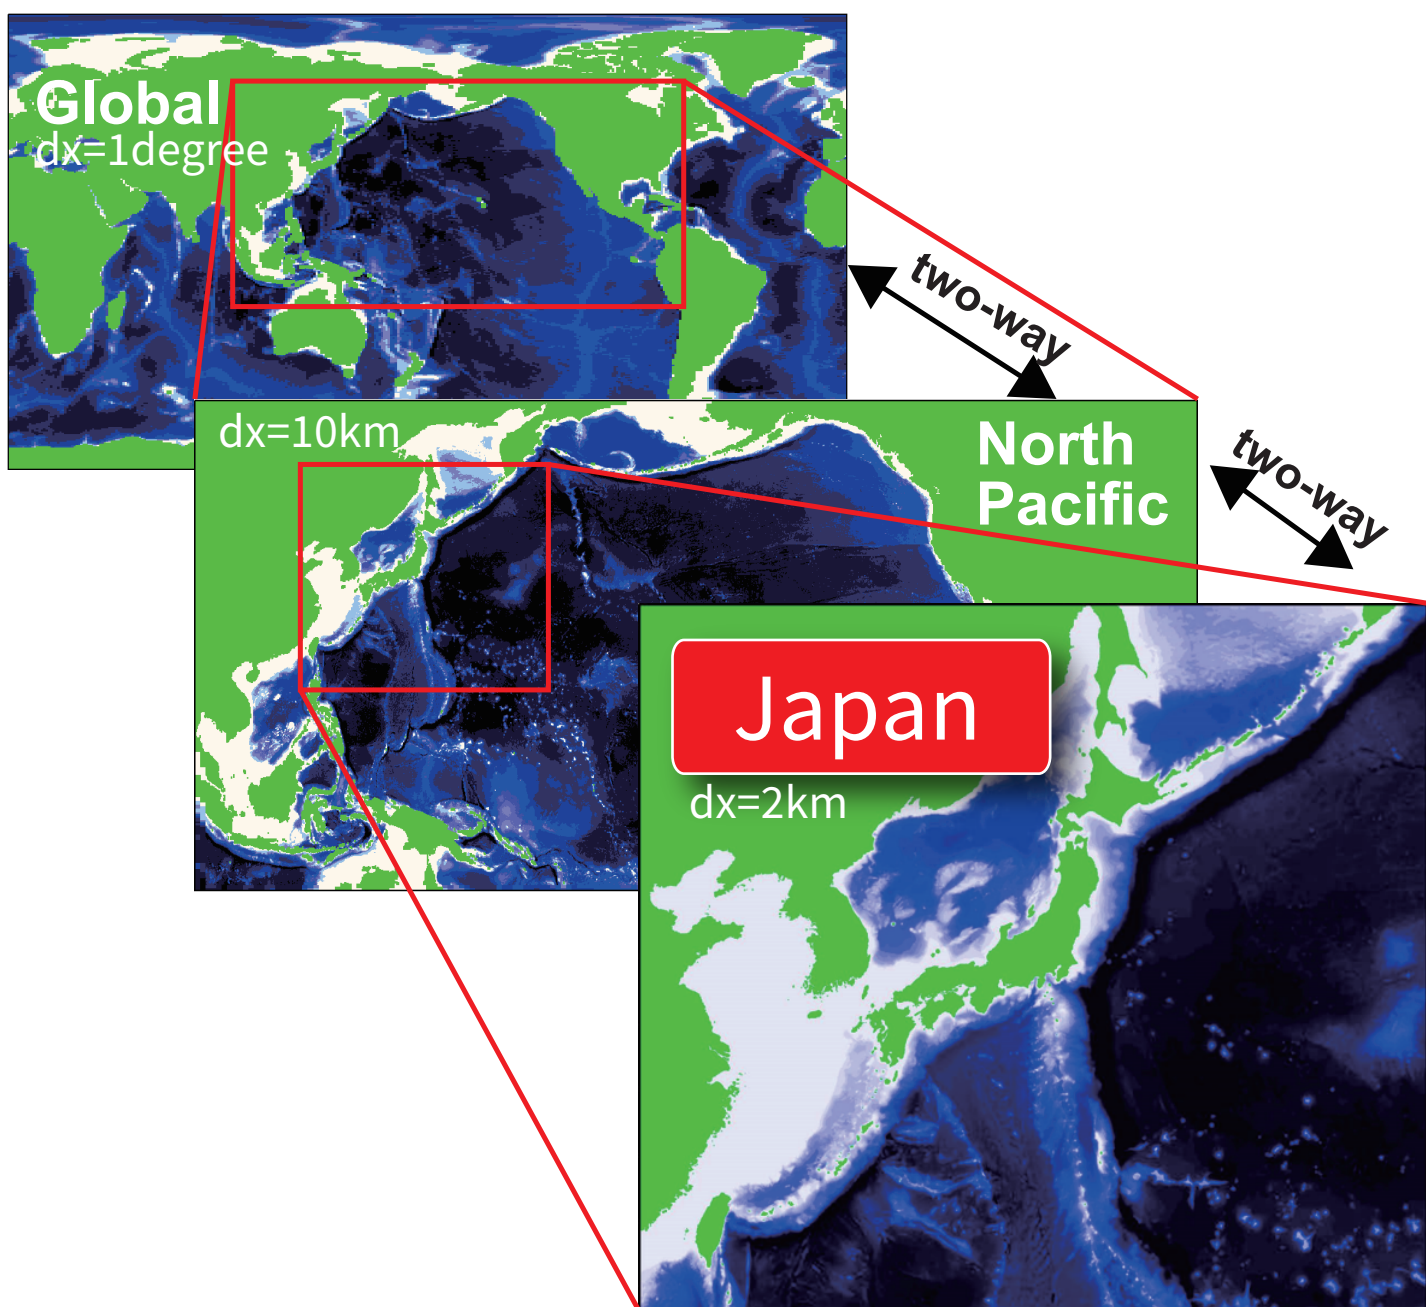 Global
dx=1degree
two-way
dx=10km
North
Pacific
two-way
Japan
dx=2km